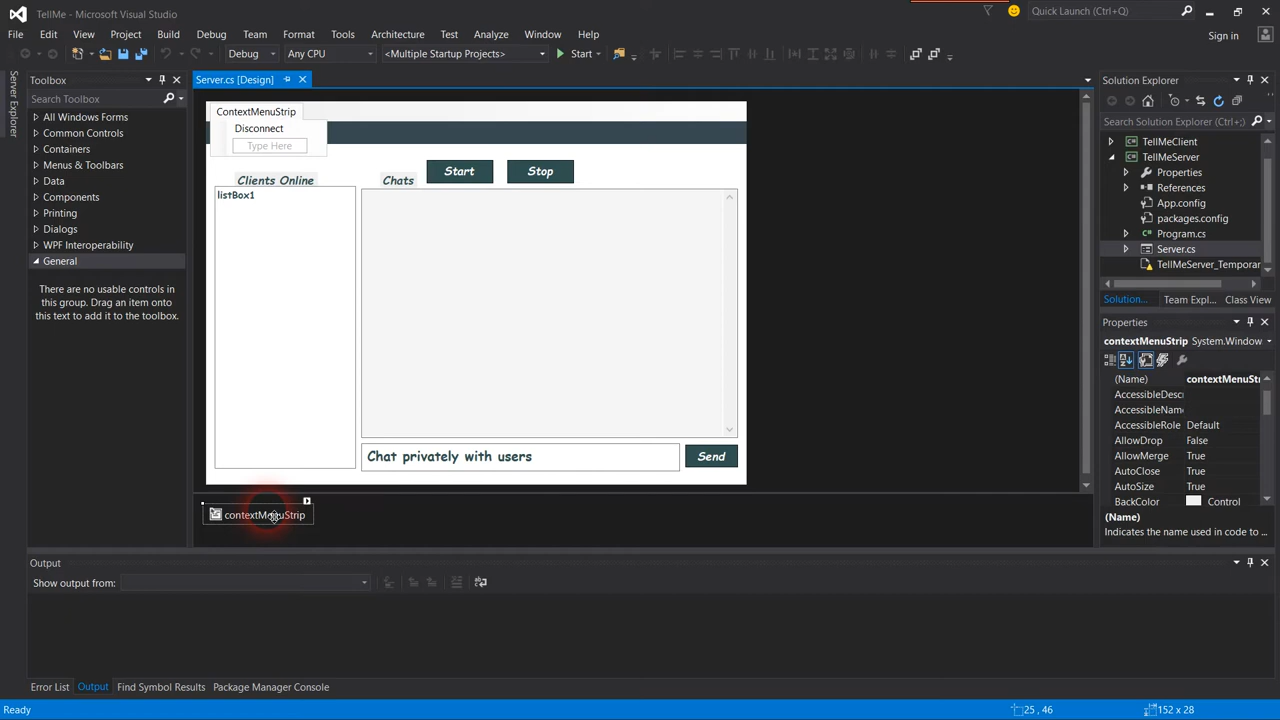 TellMe - Microsoft Visual Studio
Quick Launch (Ctrl+Q)
File Edit View Project Build Debug Team Format Tools Architecture Test Analyze Window Help
Sign in
Debug Any CPU <Multiple Startup Projects> Start
Server Explorer
Toolbox
Search Toolbox
All Windows Forms
Common Controls
Containers
Menus & Toolbars
Data
Components
Printing
Dialogs
WPF Interoperability
General
There are no usable controls in
this group. Drag an item onto
this text to add it to the toolbox.
Server.cs [Design]
ContextMenuStrip
Disconnect
Type Here
Clients Online
Chats
Start
Stop
listBox1
Chat privately with users
Send
contextMenuStrip
Solution Explorer
Search Solution Explorer (Ctrl+;)
TellMeClient
TellMeServer
Properties
References
App.config
packages.config
Program.cs
Server.cs
TellMeServer_Temporar
Solution... Team Expl... Class View
Properties
contextMenuStrip System.Window
(Name) contextMenuStri
AccessibleDescr
AccessibleName
AccessibleRole Default
AllowDrop False
AllowMerge True
AutoClose True
AutoSize True
BackColor Control
(Name)
Indicates the name used in code to ...
Output
Show output from:
Error List Output Find Symbol Results Package Manager Console
Ready
25 , 46
152 x 28